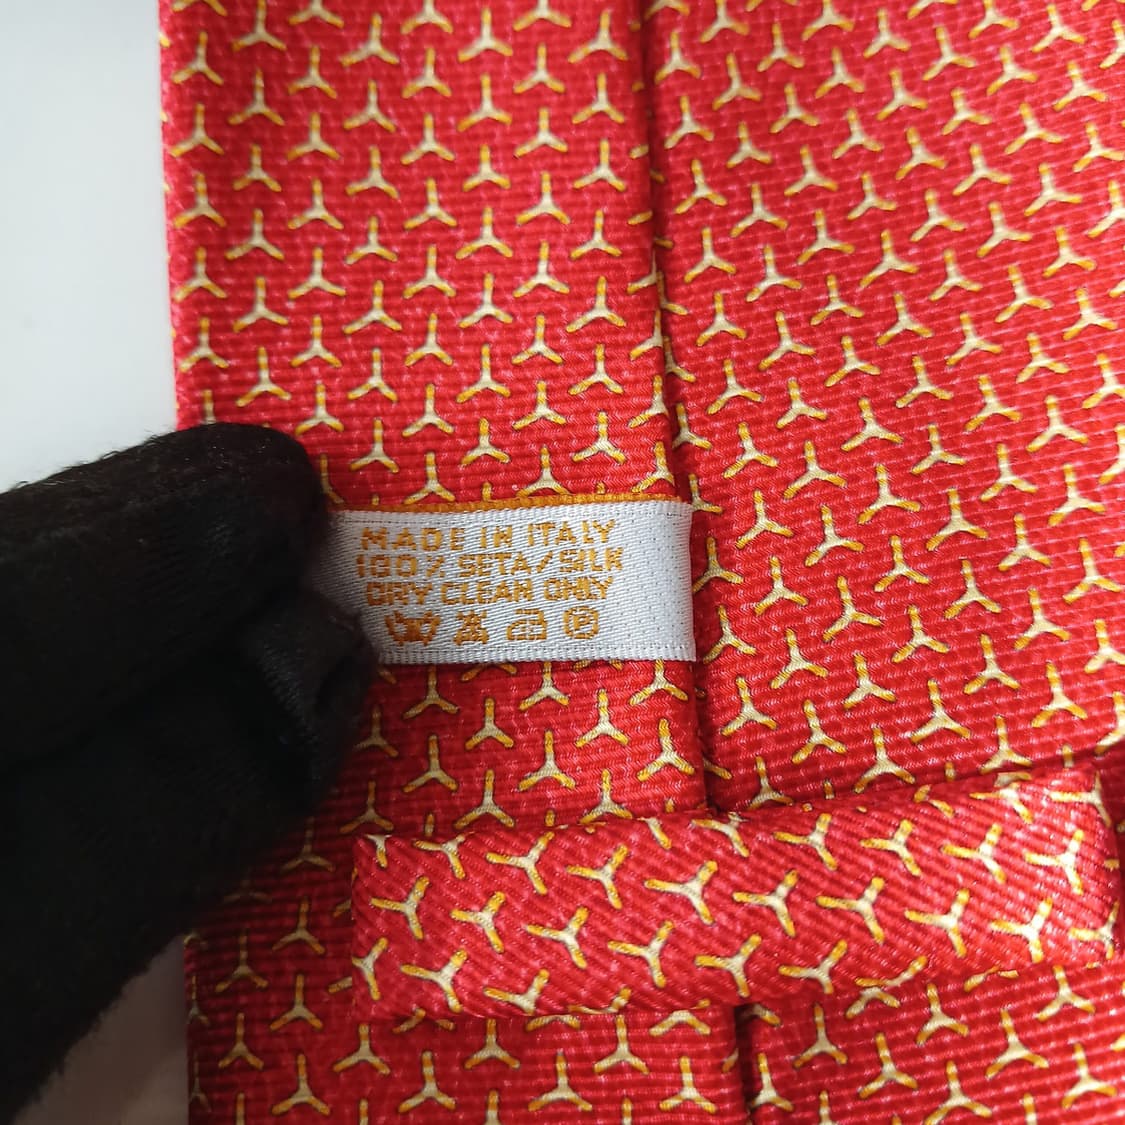 MADE IN ITALY
100% SETA/SILK
DRY CLEAN ONLY
P